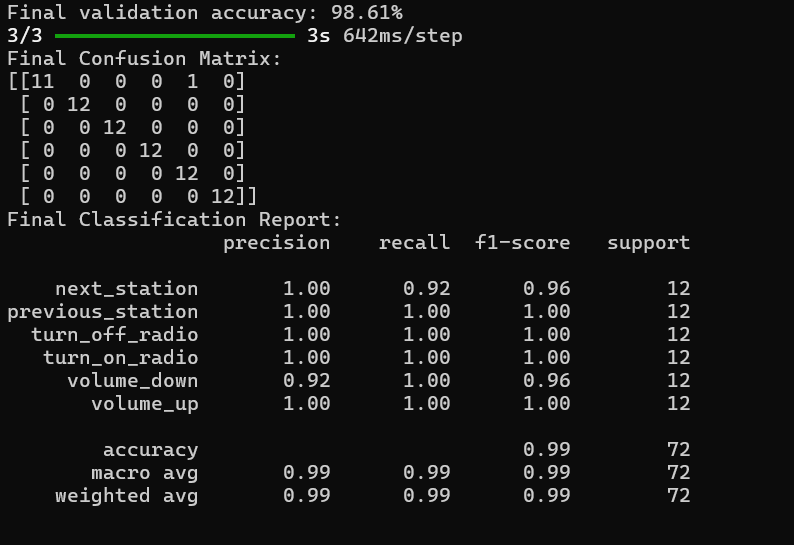 Final validation accuracy: 98.61%
3/3 ━━━━━━━━━━━━━━━━━━━━ 3s 642ms/step
Final Confusion Matrix:
[[11  0  0  0  1  0]
 [ 0 12  0  0  0  0]
 [ 0  0 12  0  0  0]
 [ 0  0  0 12  0  0]
 [ 0  0  0  0 12  0]
 [ 0  0  0  0  0 12]]
Final Classification Report:
                  precision    recall  f1-score   support

    next_station       1.00      0.92      0.96        12
previous_station       1.00      1.00      1.00        12
  turn_off_radio       1.00      1.00      1.00        12
   turn_on_radio       1.00      1.00      1.00        12
     volume_down       0.92      1.00      0.96        12
       volume_up       1.00      1.00      1.00        12

        accuracy                           0.99        72
       macro avg       0.99      0.99      0.99        72
    weighted avg       0.99      0.99      0.99        72